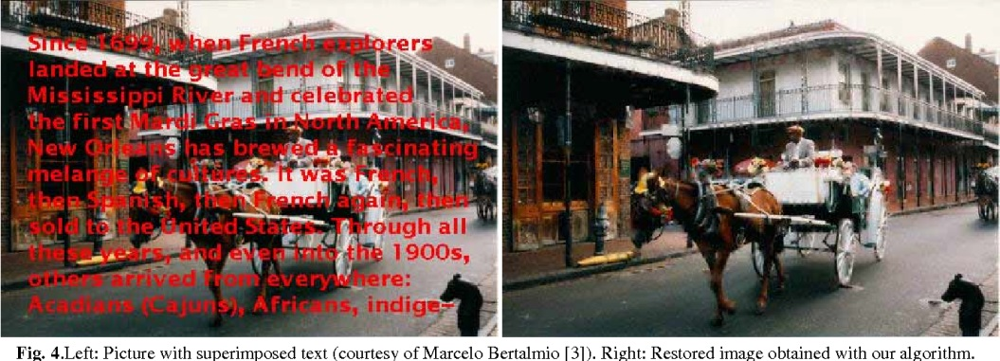 Since 1699, when French explorers
landed at the great bend of the
Mississippi River and celebrated
the first Mardi Gras in North America,
New Orleans has brewed a fascinating
melange of cultures. It was French,
then Spanish, then French again, then
sold to the United States. Through all
these years, and even into the 1900s,
others arrived from everywhere:
Acadians (Cajuns), Africans, indige-
Fig. 4.Left: Picture with superimposed text (courtesy of Marcelo Bertalmio [3]). Right: Restored image obtained with our algorithm.